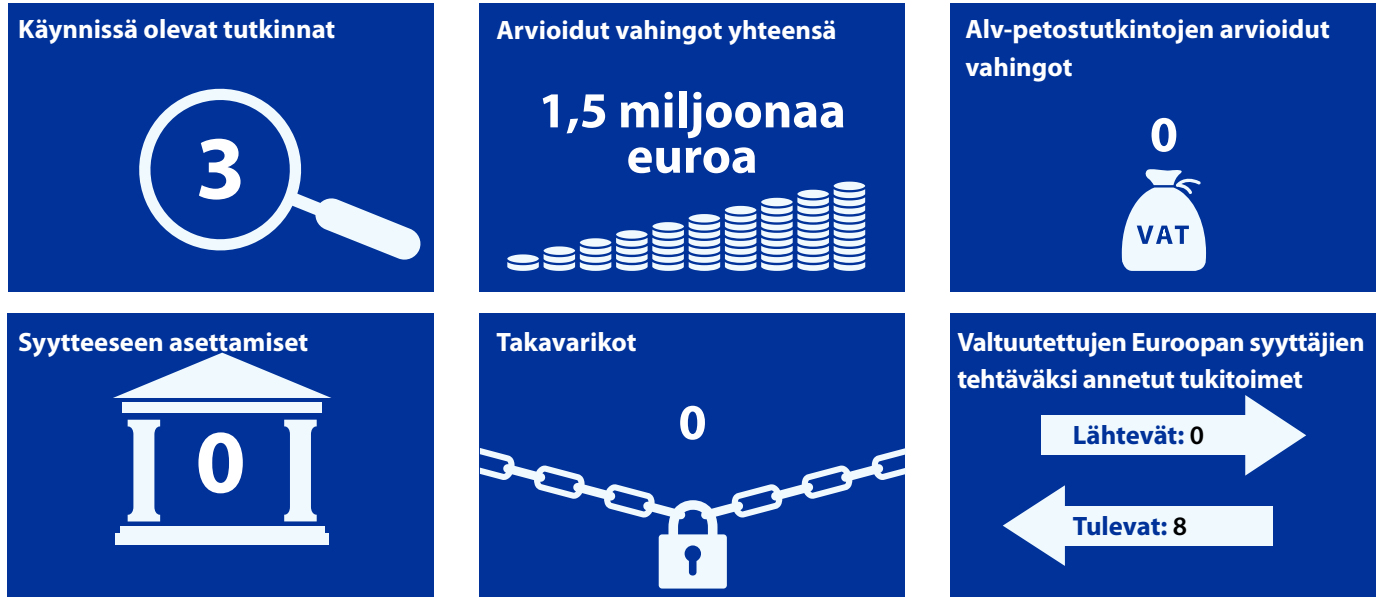 Käynnissä olevat tutkinnat
3
Arvioidut vahingot yhteensä
1,5 miljoonaa
euroa
Alv-petostutkintojen arvioidut
vahingot
0
VAT
Syytteeseen asettamiset
0
Takavarikot
0
Valtuutettujen Euroopan syyttäjien
tehtäväksi annetut tukitoimet
Lähtevät: 0
Tulevat: 8